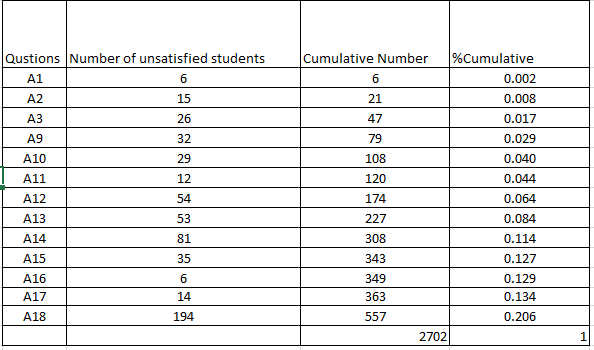 Qustions Number of unsatisfied students Cumulative Number %Cumulative
A1 6 6 0.002
A2 15 21 0.008
A3 26 47 0.017
A9 32 79 0.029
A10 29 108 0.040
A11 12 120 0.044
A12 54 174 0.064
A13 53 227 0.084
A14 81 308 0.114
A15 35 343 0.127
A16 6 349 0.129
A17 14 363 0.134
A18 194 557 0.206
2702 1